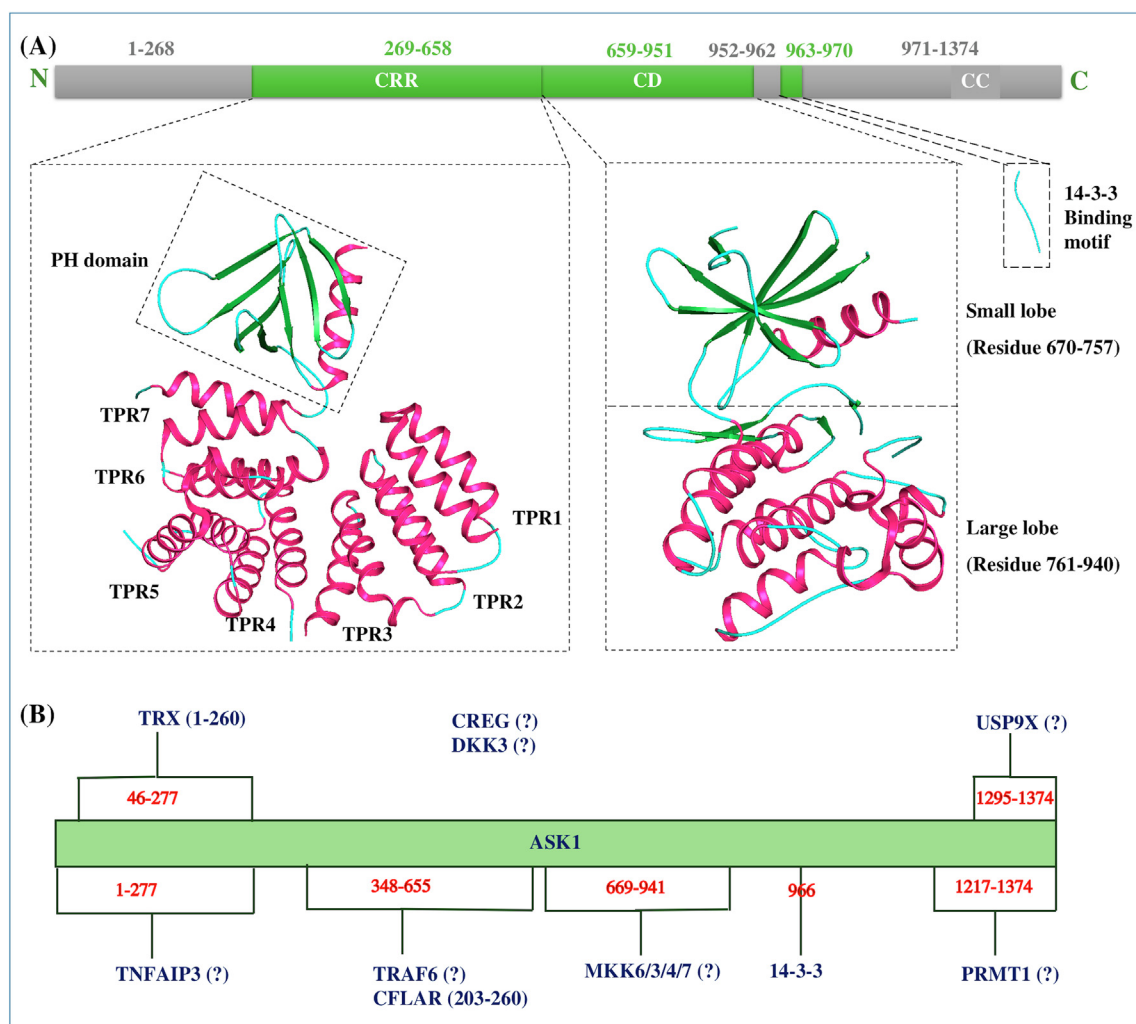 (A)
1-268
269-658
659-951
952-962
963-970
971-1374
N
CRR
CD
CC
C
PH domain
14-3-3
Binding
motif
Small lobe
(Residue 670-757)
TPR7
TPR6
TPR5
TPR4
TPR3
TPR2
TPR1
Large lobe
(Residue 761-940)
(B)
TRX (1-260)
CREG (?)
DKK3 (?)
USP9X (?)
46-277
1295-1374
ASK1
1-277
348-655
669-941
966
1217-1374
TNFAIP3 (?)
TRAF6 (?)
CFLAR (203-260)
MKK6/3/4/7 (?)
14-3-3
PRMT1 (?)